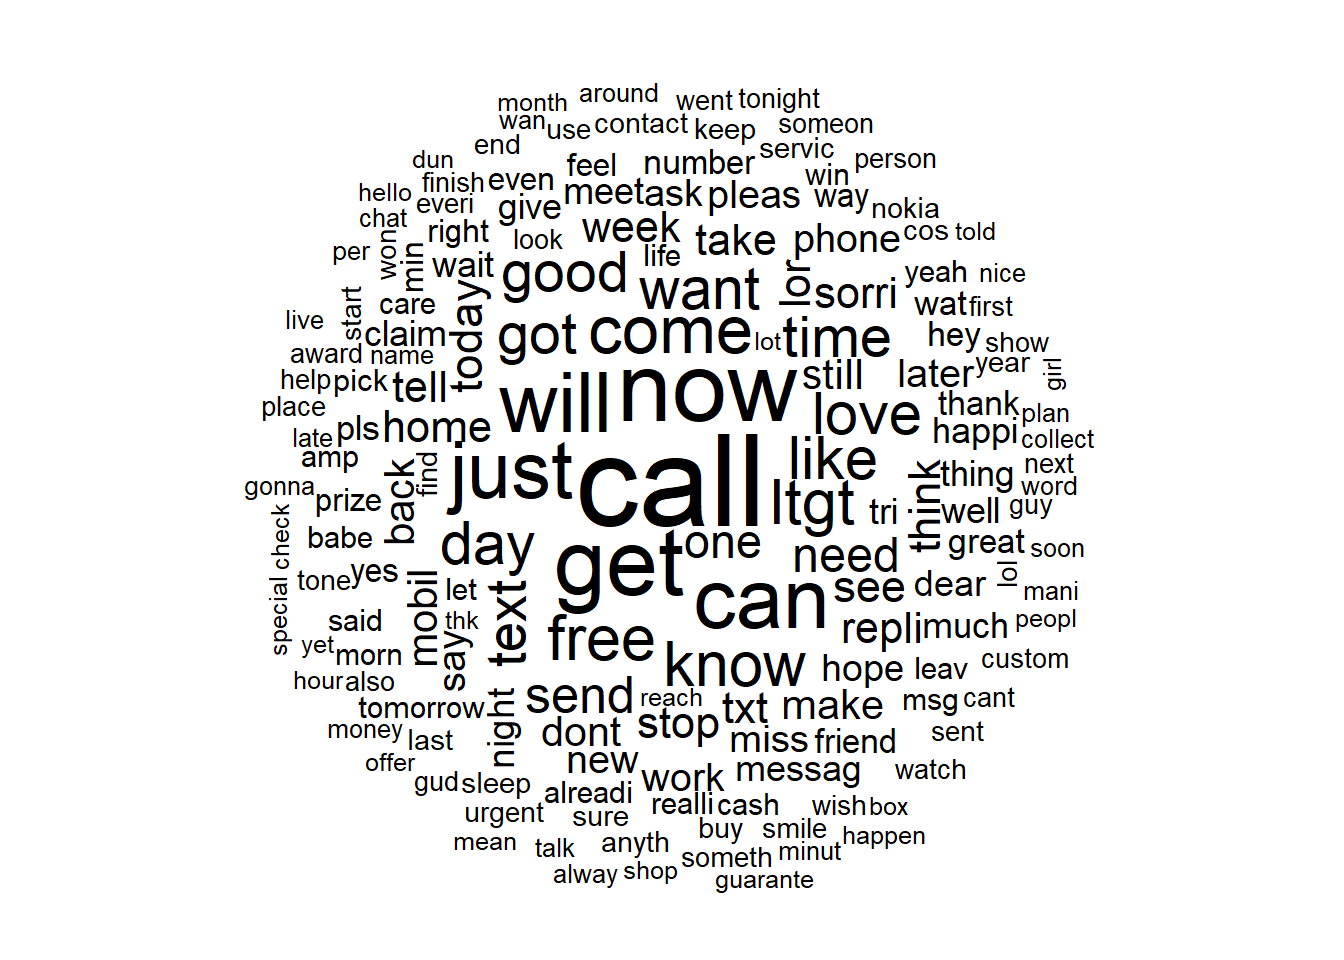 month around went tonight
wan use contact keep someon
end servic
dun feel number person
hello finish even meet ask pleas win way
chat everi give nokia
per won min right look week take phone cos told
wait life
good want lor sorri yeah nice
live start care today wat first
claim got come lot time hey show
award name
help pick tell will now still later year girl
place love thank plan
late pls home happi collect
amp just call like think thing next
gonna prize back find ltgt tri well word guy
special check babe day get one need great soon
tone yes mobil let can see dear lol mani
said text thk repli much peopl
yet morn say free know hope leav custom
hour also
tomorrow night send reach txt make msg cant
money last dont stop miss friend sent
offer new messag watch
gud sleep alreadi work
urgent sure realli cash wish box
mean talk anyth buy smile happen
someth minut
alway shop guarante